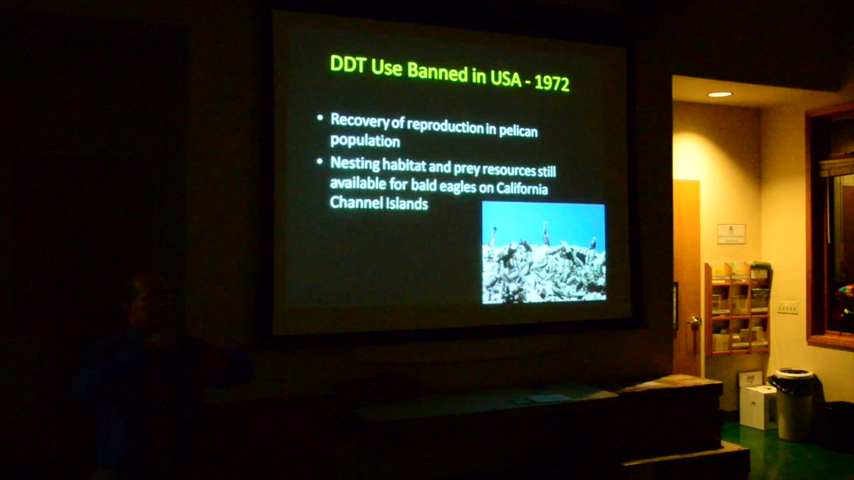 DDT Use Banned in USA - 1972
• Recovery of reproduction in pelican
population
• Nesting habitat and prey resources still
available for bald eagles on California
Channel Islands